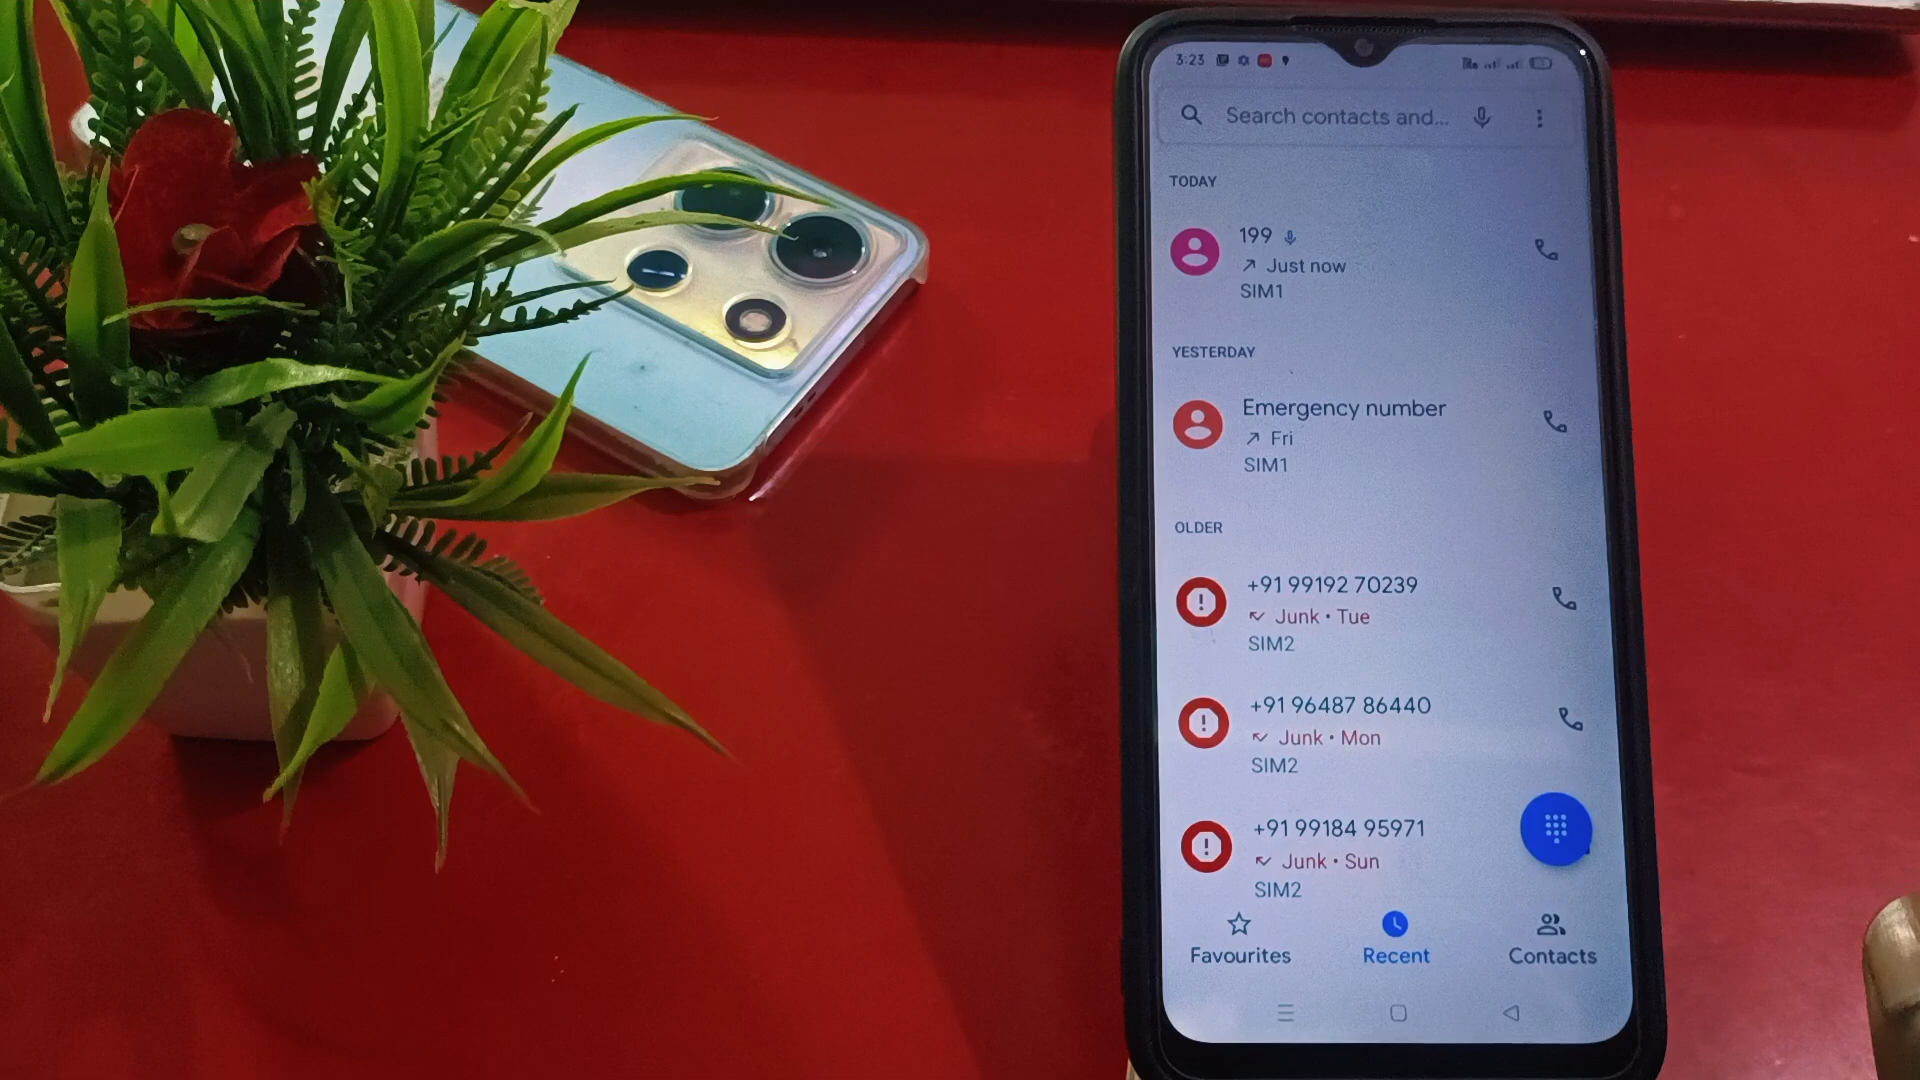 3:23
Search contacts and...
TODAY
199
Just now
SIM1
YESTERDAY
Emergency number
Fri
SIM1
OLDER
+91 99192 70239
Junk • Tue
SIM2
+91 96487 86440
Junk • Mon
SIM2
+91 99184 95971
Junk • Sun
SIM2
Favourites
Recent
Contacts